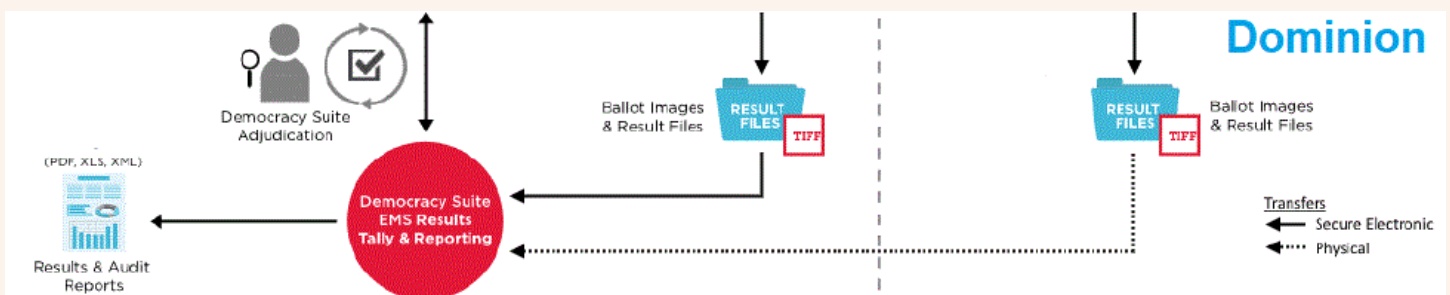 Dominion
Democracy Suite
Adjudication
Ballot Images
& Result Files
RESULT
FILES
TIFF
RESULT
FILES
TIFF
Ballot Images
& Result Files
(PDF, XLS, XML)
Democracy Suite
EMS Results
Tally & Reporting
Results & Audit
Reports
Transfers
Secure Electronic
Physical